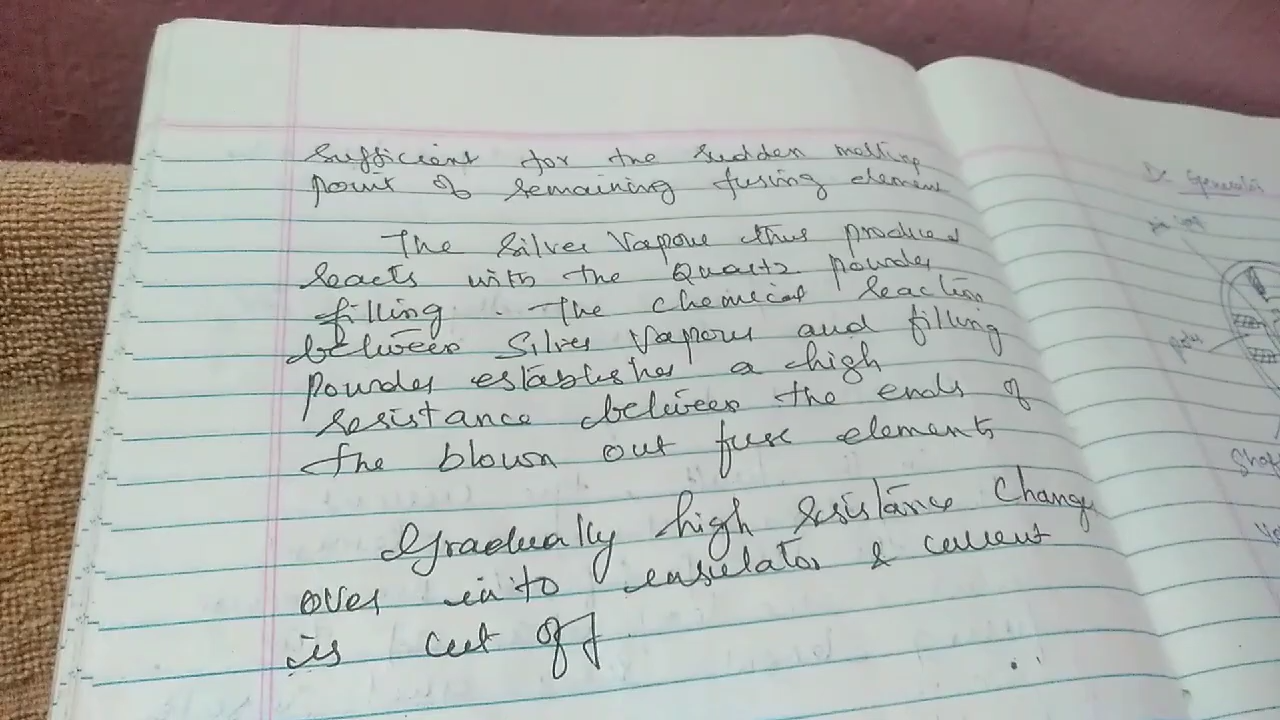 sufficient for the sudden melting
point of remaining fusing element
The Silver Vapour thus produced
reacts with the Quartz powder
filling. The chemical reaction
between Silver Vapour and filling
powder establishes a high
resistance between the ends of
the blown out fuse elements
Gradually high resistance change
over into insulator & current
is cut off